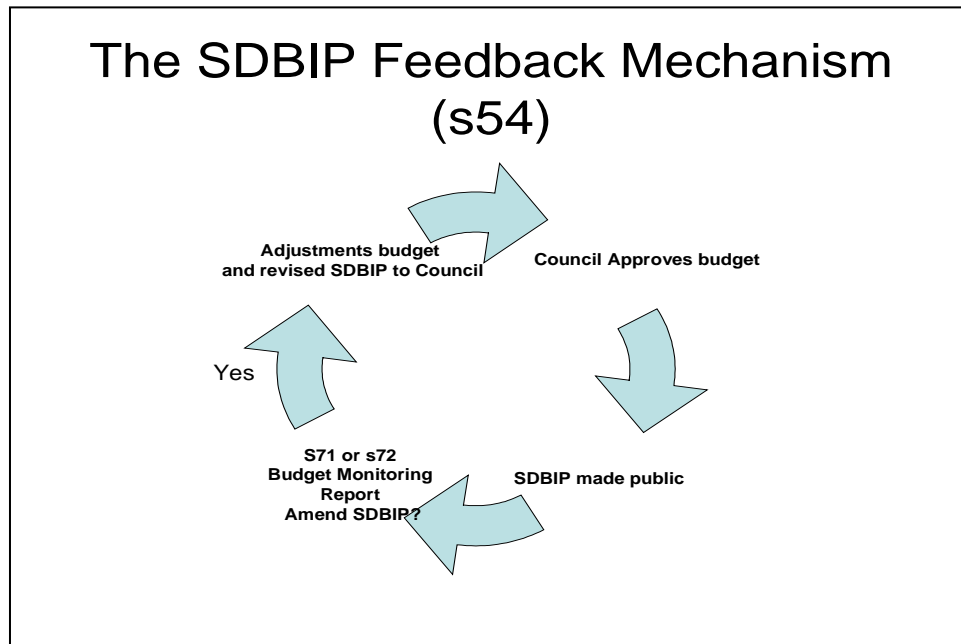 The SDBIP Feedback Mechanism
(s54)
Adjustments budget
and revised SDBIP to Council
Council Approves budget
Yes
S71 or s72
Budget Monitoring
Report
Amend SDBIP?
SDBIP made public